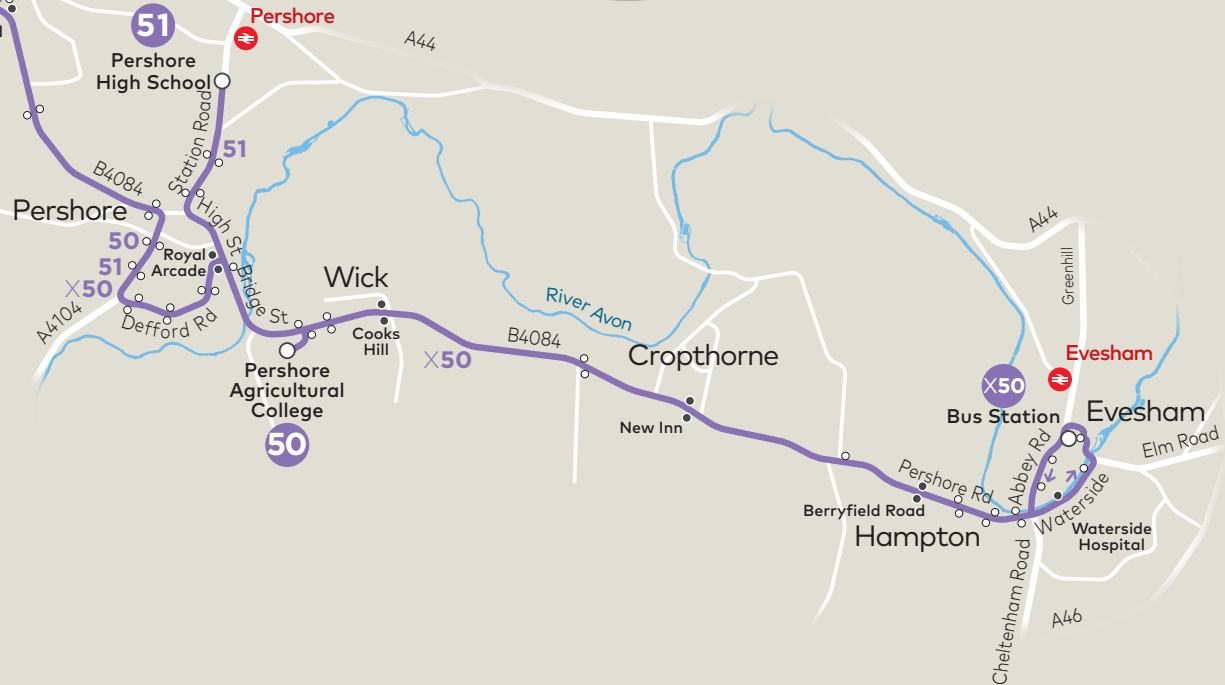 51
Pershore
A44
Pershore
High School
Station Road
51
B4084
Pershore
High St
50
51
X50
Royal
Arcade
Bridge St
Defford Rd
A4104
Wick
Cooks
Hill
Pershore
Agricultural
College
50
X50
B4084
River Avon
Cropthorne
New Inn
A44
Greenhill
Evesham
X50
Bus Station
Evesham
Elm Road
Abbey Rd
Pershore Rd
Berryfield Road
Hampton
Waterside
Waterside
Hospital
Cheltenham Road
A46